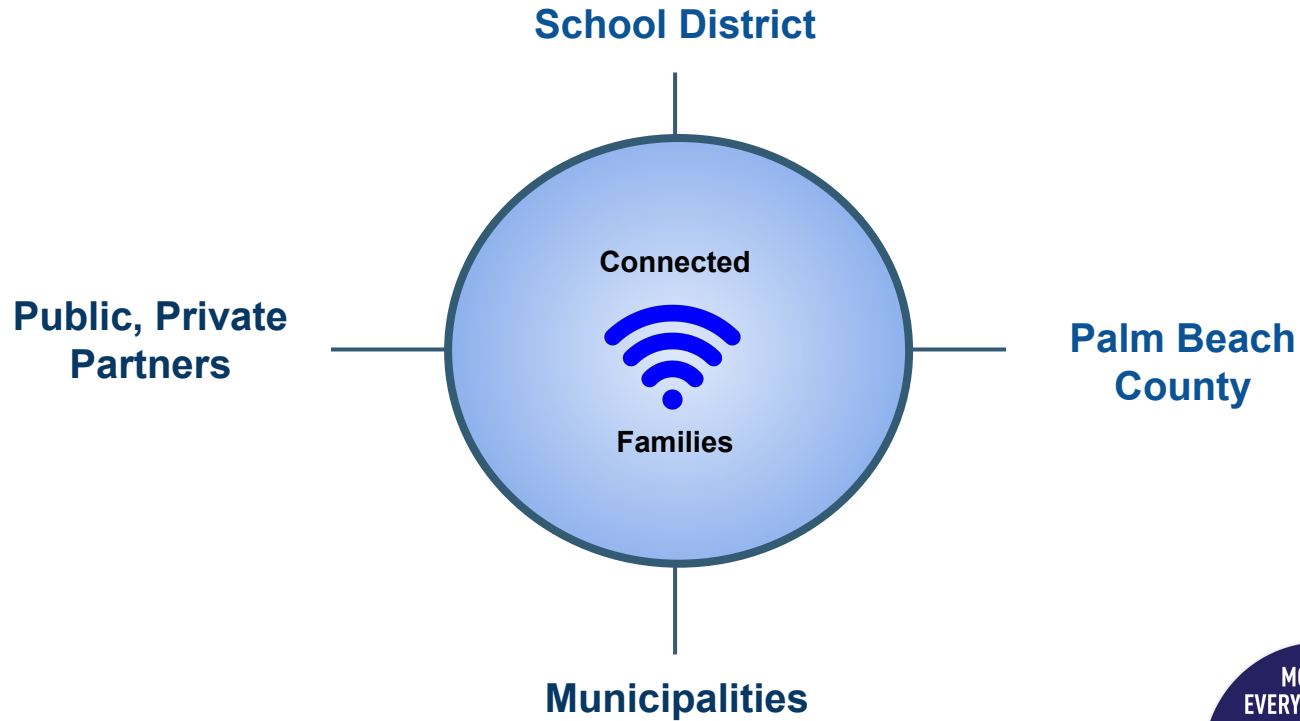 School District
Connected
Public, Private
Partners
Palm Beach
County
Families
Municipalities